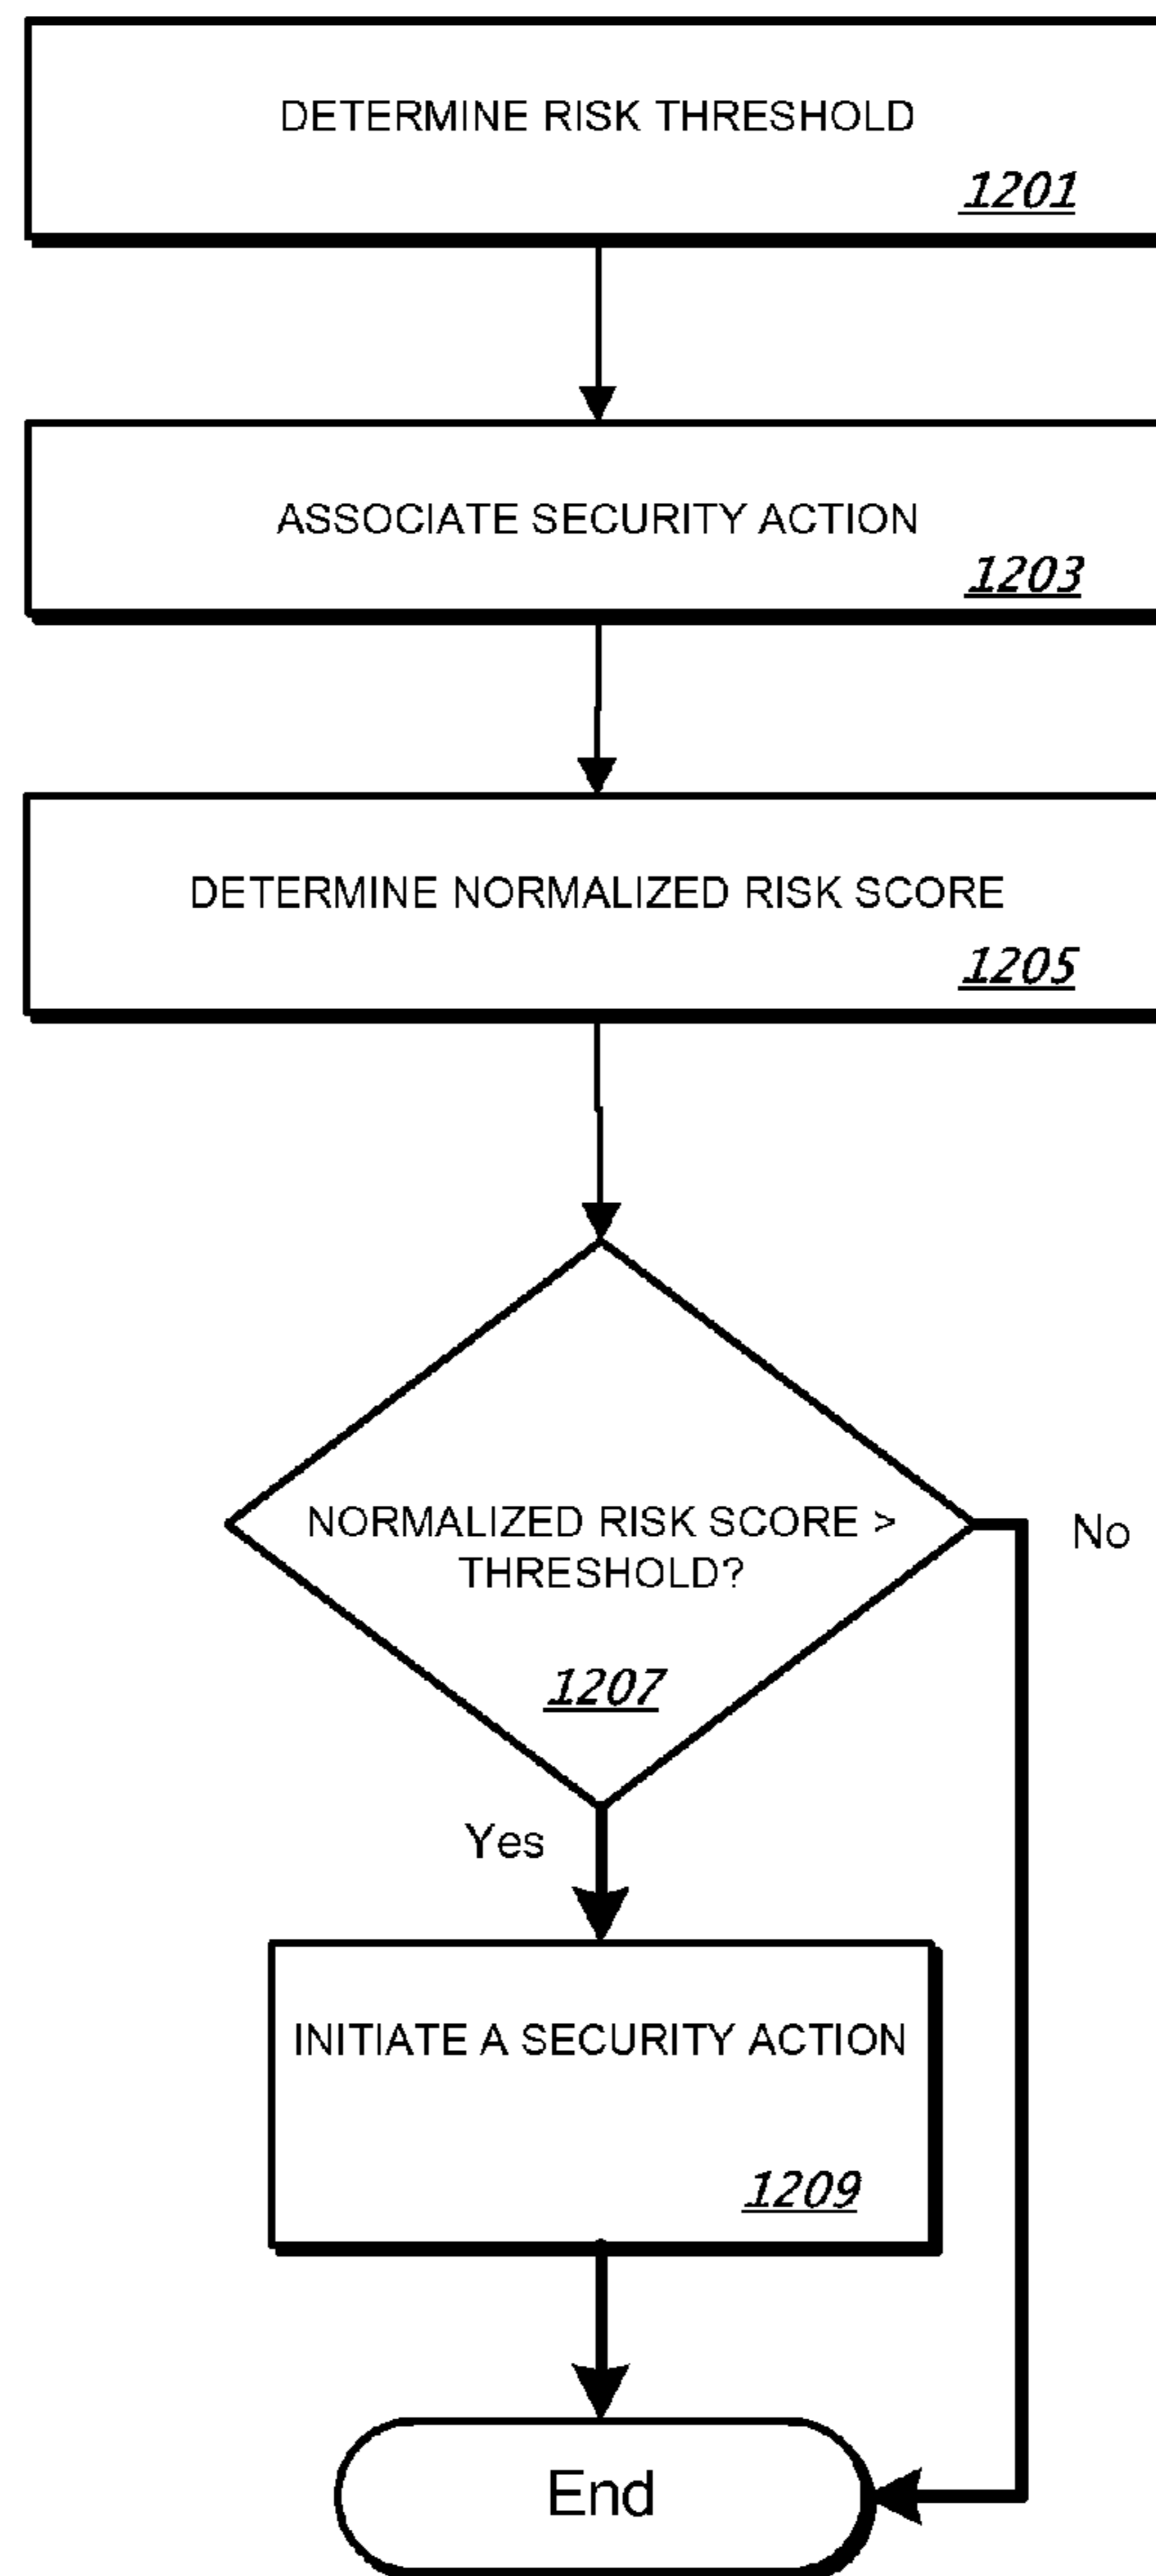 DETERMINE RISK THRESHOLD
1201
ASSOCIATE SECURITY ACTION
1203
DETERMINE NORMALIZED RISK SCORE
1205
NORMALIZED RISK SCORE >
THRESHOLD?
No
1207
Yes
INITIATE A SECURITY ACTION
1209
End